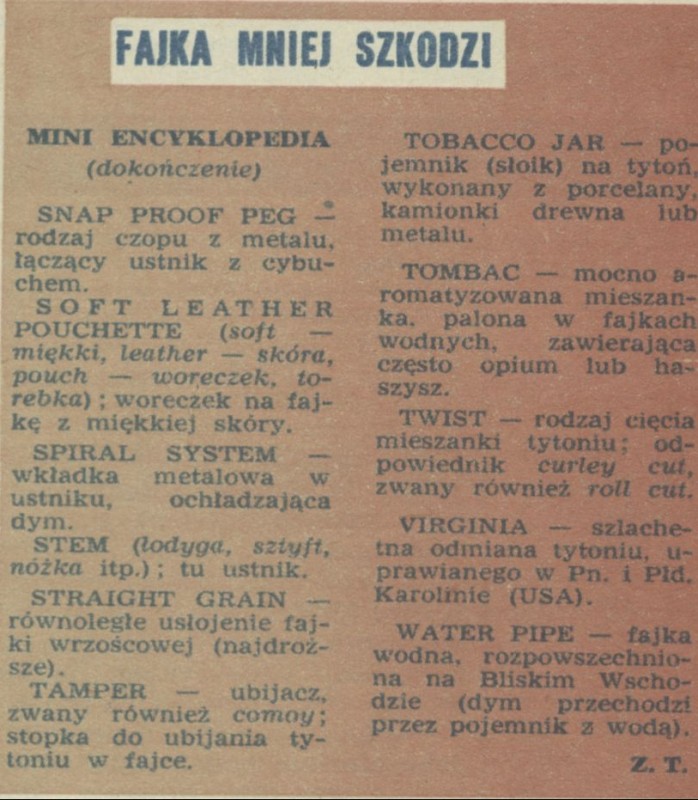 FAJKA MNIEJ SZKODZI
MINI ENCYKLOPEDIA
(dokończenie)
SNAP PROOF PEG —
rodzaj czopu z metalu,
łączący ustnik z cybu-
chem.
SOFT LEATHER
POUCHETTE (soft —
miękki, leather — skóra,
pouch — woreczek, to-
rebka); woreczek na faj-
kę z miękkiej skóry.
SPIRAL SYSTEM —
wkładka metalowa w
ustniku, ochładzająca
dym.
STEM (łodyga, sztyft,
nóżka itp.); tu ustnik.
STRAIGHT GRAIN —
równoległe usłojenie faj-
ki wrzoścowej (najdroż-
sze).
TAMPER — ubijacz,
zwany również comoy;
stopka do ubijania ty-
toniu w fajce.
TOBACCO JAR — po-
jemnik (słoik) na tytoń,
wykonany z porcelany,
kamionki drewna lub
metalu.
TOMBAC — mocno a-
romatyzowana mieszan-
ka, palona w fajkach
wodnych, zawierająca
często opium lub ha-
szysz.
TWIST — rodzaj cięcia
mieszanki tytoniu; od-
powiednik curley cut,
zwany również roll cut.
VIRGINIA — szlache-
tna odmiana tytoniu, u-
prawianego w Pn. i Płd.
Karolinie (USA).
WATER PIPE — fajka
wodna, rozpowszechnio-
na na Bliskim Wscho-
dzie (dym przechodzi
przez pojemnik z wodą).
Z. T.